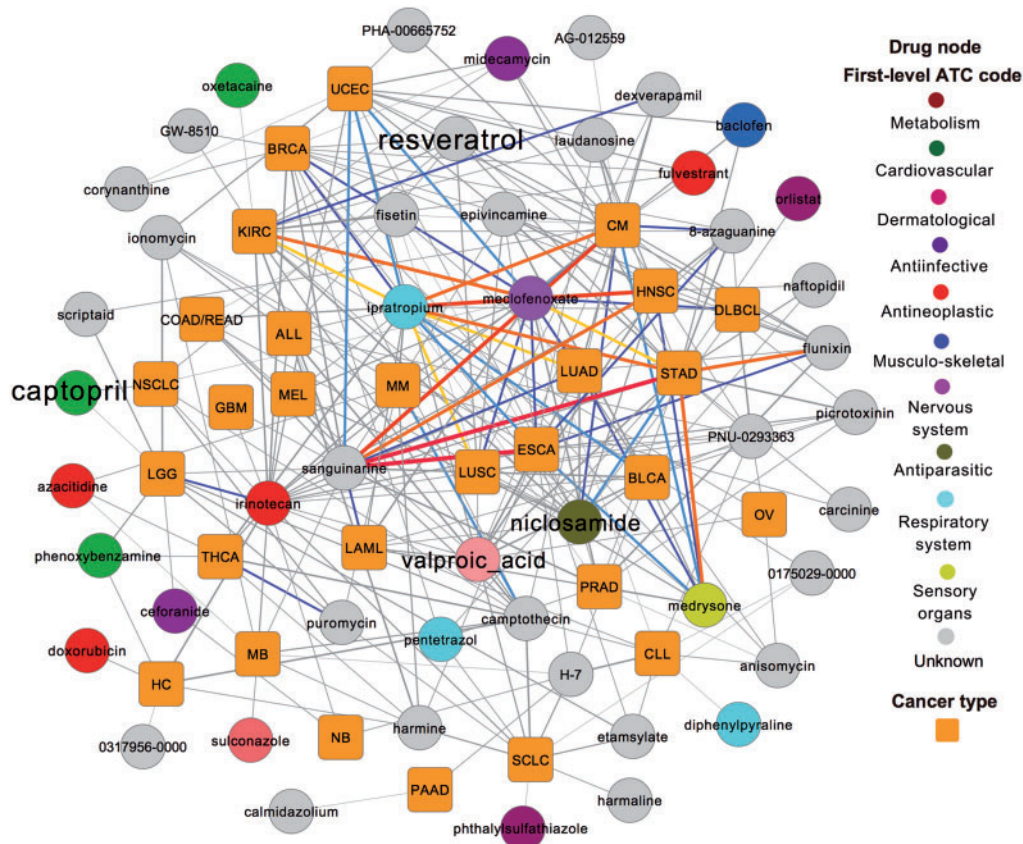 PHA-00665752
AG-012559
midecamycin
oxetacaine
UCEC
dexverapamil
GW-8510
resveratrol
faudanosine
baclofen
BRCA
fulvestrant
corynanthine
orlistat
fisetin
epivincamine
KIRC
CM
8-azaguanine
ionomycin
meclofenoxate
HNSC
naftopidil
ipratropium
DLBCL
scriptaid
COAD/READ
ALL
flunixin
captopril
NSCLC
MEL
MM
LUAD
STAD
GBM
picrotoxinin
PNU-0293363
sanguinarine
ESCA
LUSC
LGG
BLCA
azacitidine
irinotecan
niclosamide
OV
carcinine
phenoxybenzamine
THCA
LAML
valproic_acid
0175029-0000
PRAD
medrysone
ceforanide
puromycin
camptothecin
pentetrazol
doxorubicin
MB
CLL
anisomycin
HC
H-7
diphenylpyraline
0317956-0000
sulconazole
NB
harmine
etamsylate
SCLC
PAAD
calmidazolium
harmaline
phthalylsulfathiazole
Drug node
First-level ATC code
Metabolism
Cardiovascular
Dermatological
Antiinfective
Antineoplastic
Musculo-skeletal
Nervous
system
Antiparasitic
Respiratory
system
Sensory
organs
Unknown
Cancer type